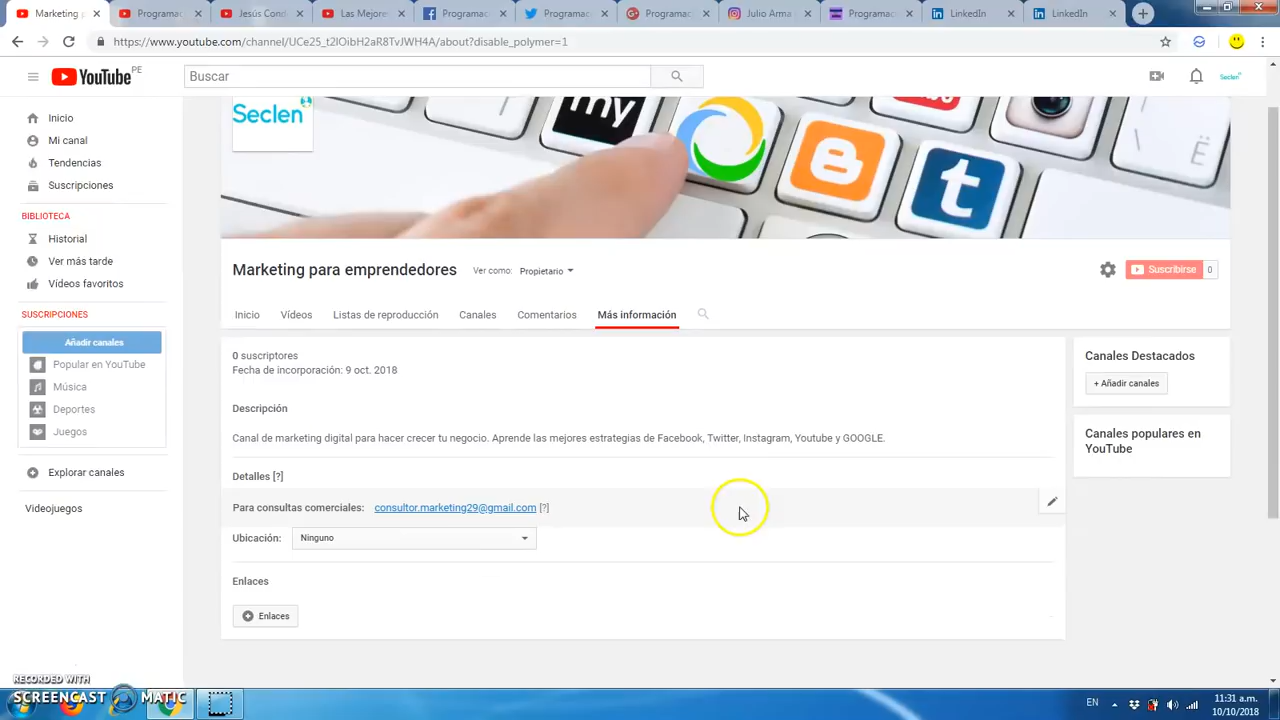 Marketing p
Programac
Jesús Cond
Las Mejore
Programac
Programac
Programac
Julio Arma
Programac
LinkedIn
LinkedIn
https://www.youtube.com/channel/UCe25_t2IOibH2aR8TvJWH4A/about?disable_polymer=1
YouTube PE
Buscar
Seclen
Inicio
Mi canal
Tendencias
Suscripciones
BIBLIOTECA
Historial
Ver más tarde
Vídeos favoritos
SUSCRIPCIONES
Añadir canales
Popular en YouTube
Música
Deportes
Juegos
Explorar canales
Videojuegos
Seclen
my
t
Marketing para emprendedores
Ver como: Propietario
Suscribirse 0
Inicio
Vídeos
Listas de reproducción
Canales
Comentarios
Más información
0 suscriptores
Fecha de incorporación: 9 oct. 2018
Descripción
Canal de marketing digital para hacer crecer tu negocio. Aprende las mejores estrategias de Facebook, Twitter, Instagram, Youtube y GOOGLE.
Detalles [?]
Para consultas comerciales: consultor.marketing29@gmail.com [?]
Ubicación: Ninguno
Enlaces
Enlaces
Canales Destacados
+ Añadir canales
Canales populares en
YouTube
RECORDED WITH
SCREENCAST MATIC
EN
11:31 a.m.
10/10/2018